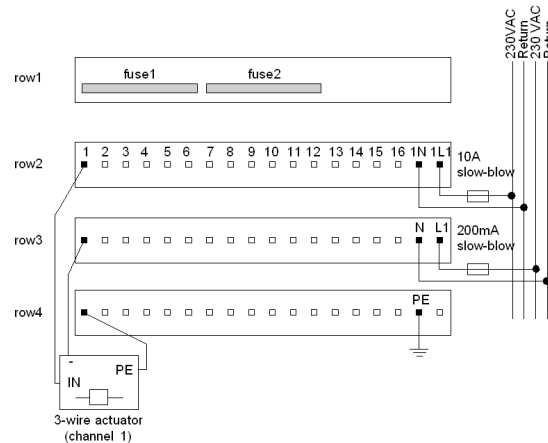 230VAC
Return
230 VAC
Return
row1
fuse1 fuse2
row2
1 2 3 4 5 6 7 8 9 10 11 12 13 14 15 16 1N 1L1
10A
slow-blow
row3
N L1
200mA
slow-blow
row4
PE
-
IN
PE
3-wire actuator
(channel 1)